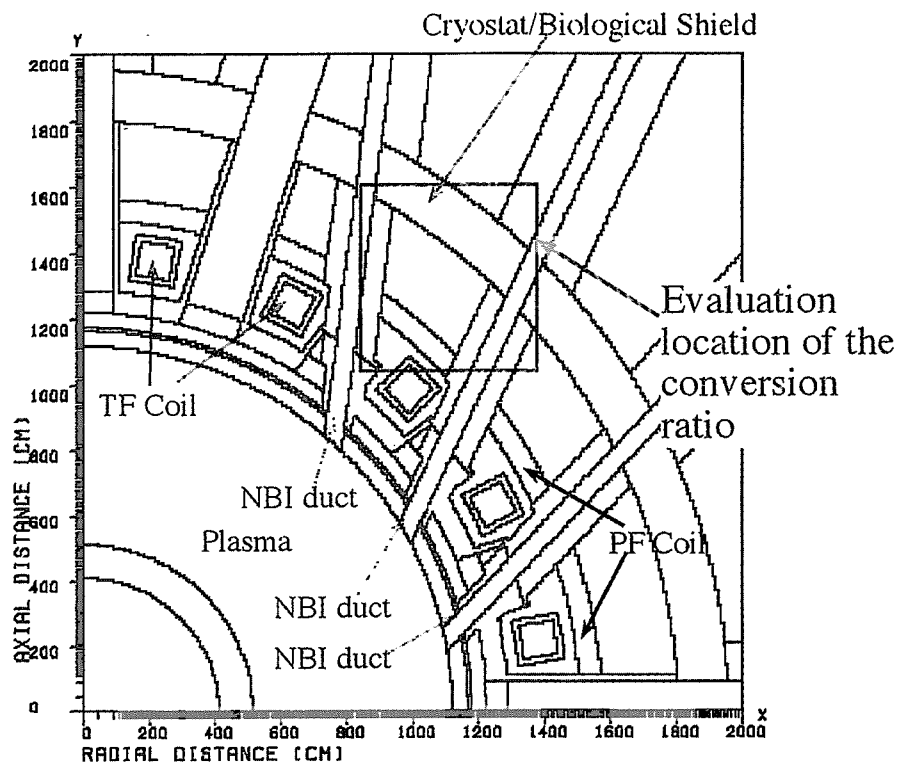 Cryostat/Biological Shield
Y
2000
1800
1600
1400
1200
1000
800
600
400
200
0
AXIAL DISTANCE [CM]
Evaluation
location of the
conversion
ratio
TF Coil
NBI duct
Plasma
PF Coil
NBI duct
NBI duct
0 200 400 600 800 1000 1200 1400 1600 1800 2000 X
RADIAL DISTANCE [CM]